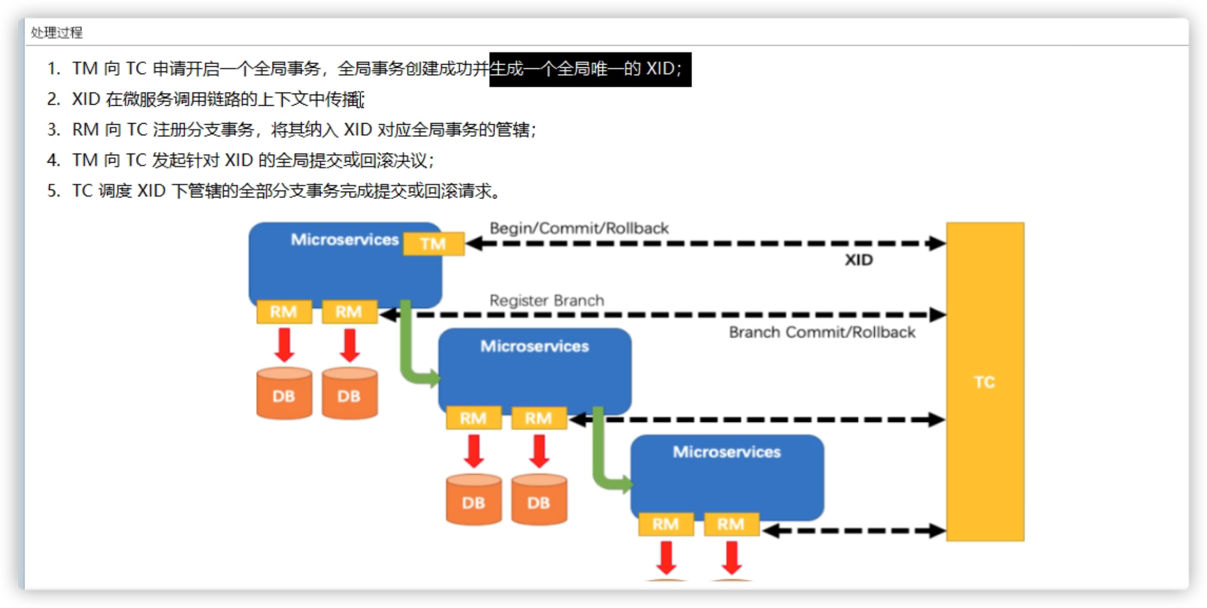 处理过程
1. TM 向 TC 申请开启一个全局事务，全局事务创建成功并生成一个全局唯一的 XID；
2. XID 在微服务调用链路的上下文中传播；
3. RM 向 TC 注册分支事务，将其纳入 XID 对应全局事务的管辖；
4. TM 向 TC 发起针对 XID 的全局提交或回滚决议；
5. TC 调度 XID 下管辖的全部分支事务完成提交或回滚请求。
Begin/Commit/Rollback
Microservices
TM
XID
Register Branch
RM RM
Branch Commit/Rollback
Microservices
TC
DB DB
RM RM
Microservices
DB DB
RM RM